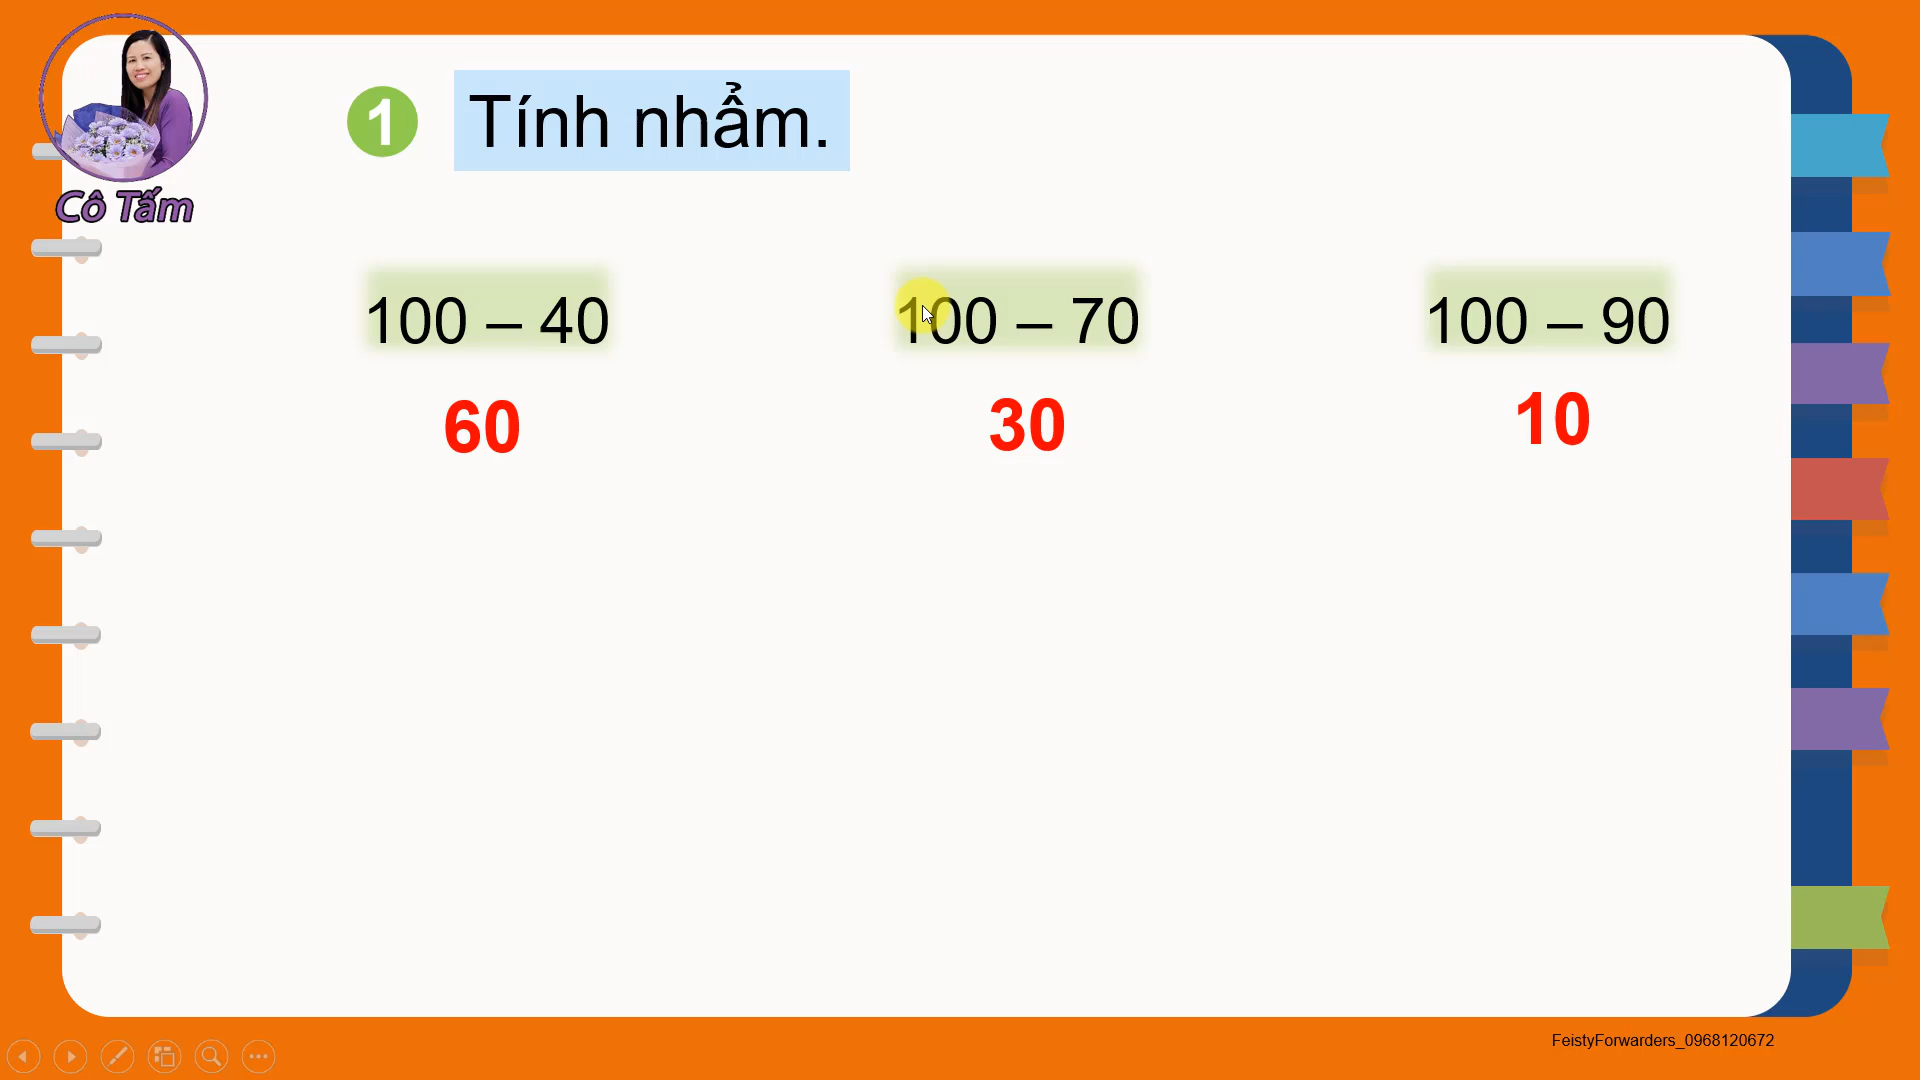 1 Tính nhẩm.
Cô Tấm
100 – 40
100 – 70
100 – 90
60
30
10
FeistyForwarders_0968120672